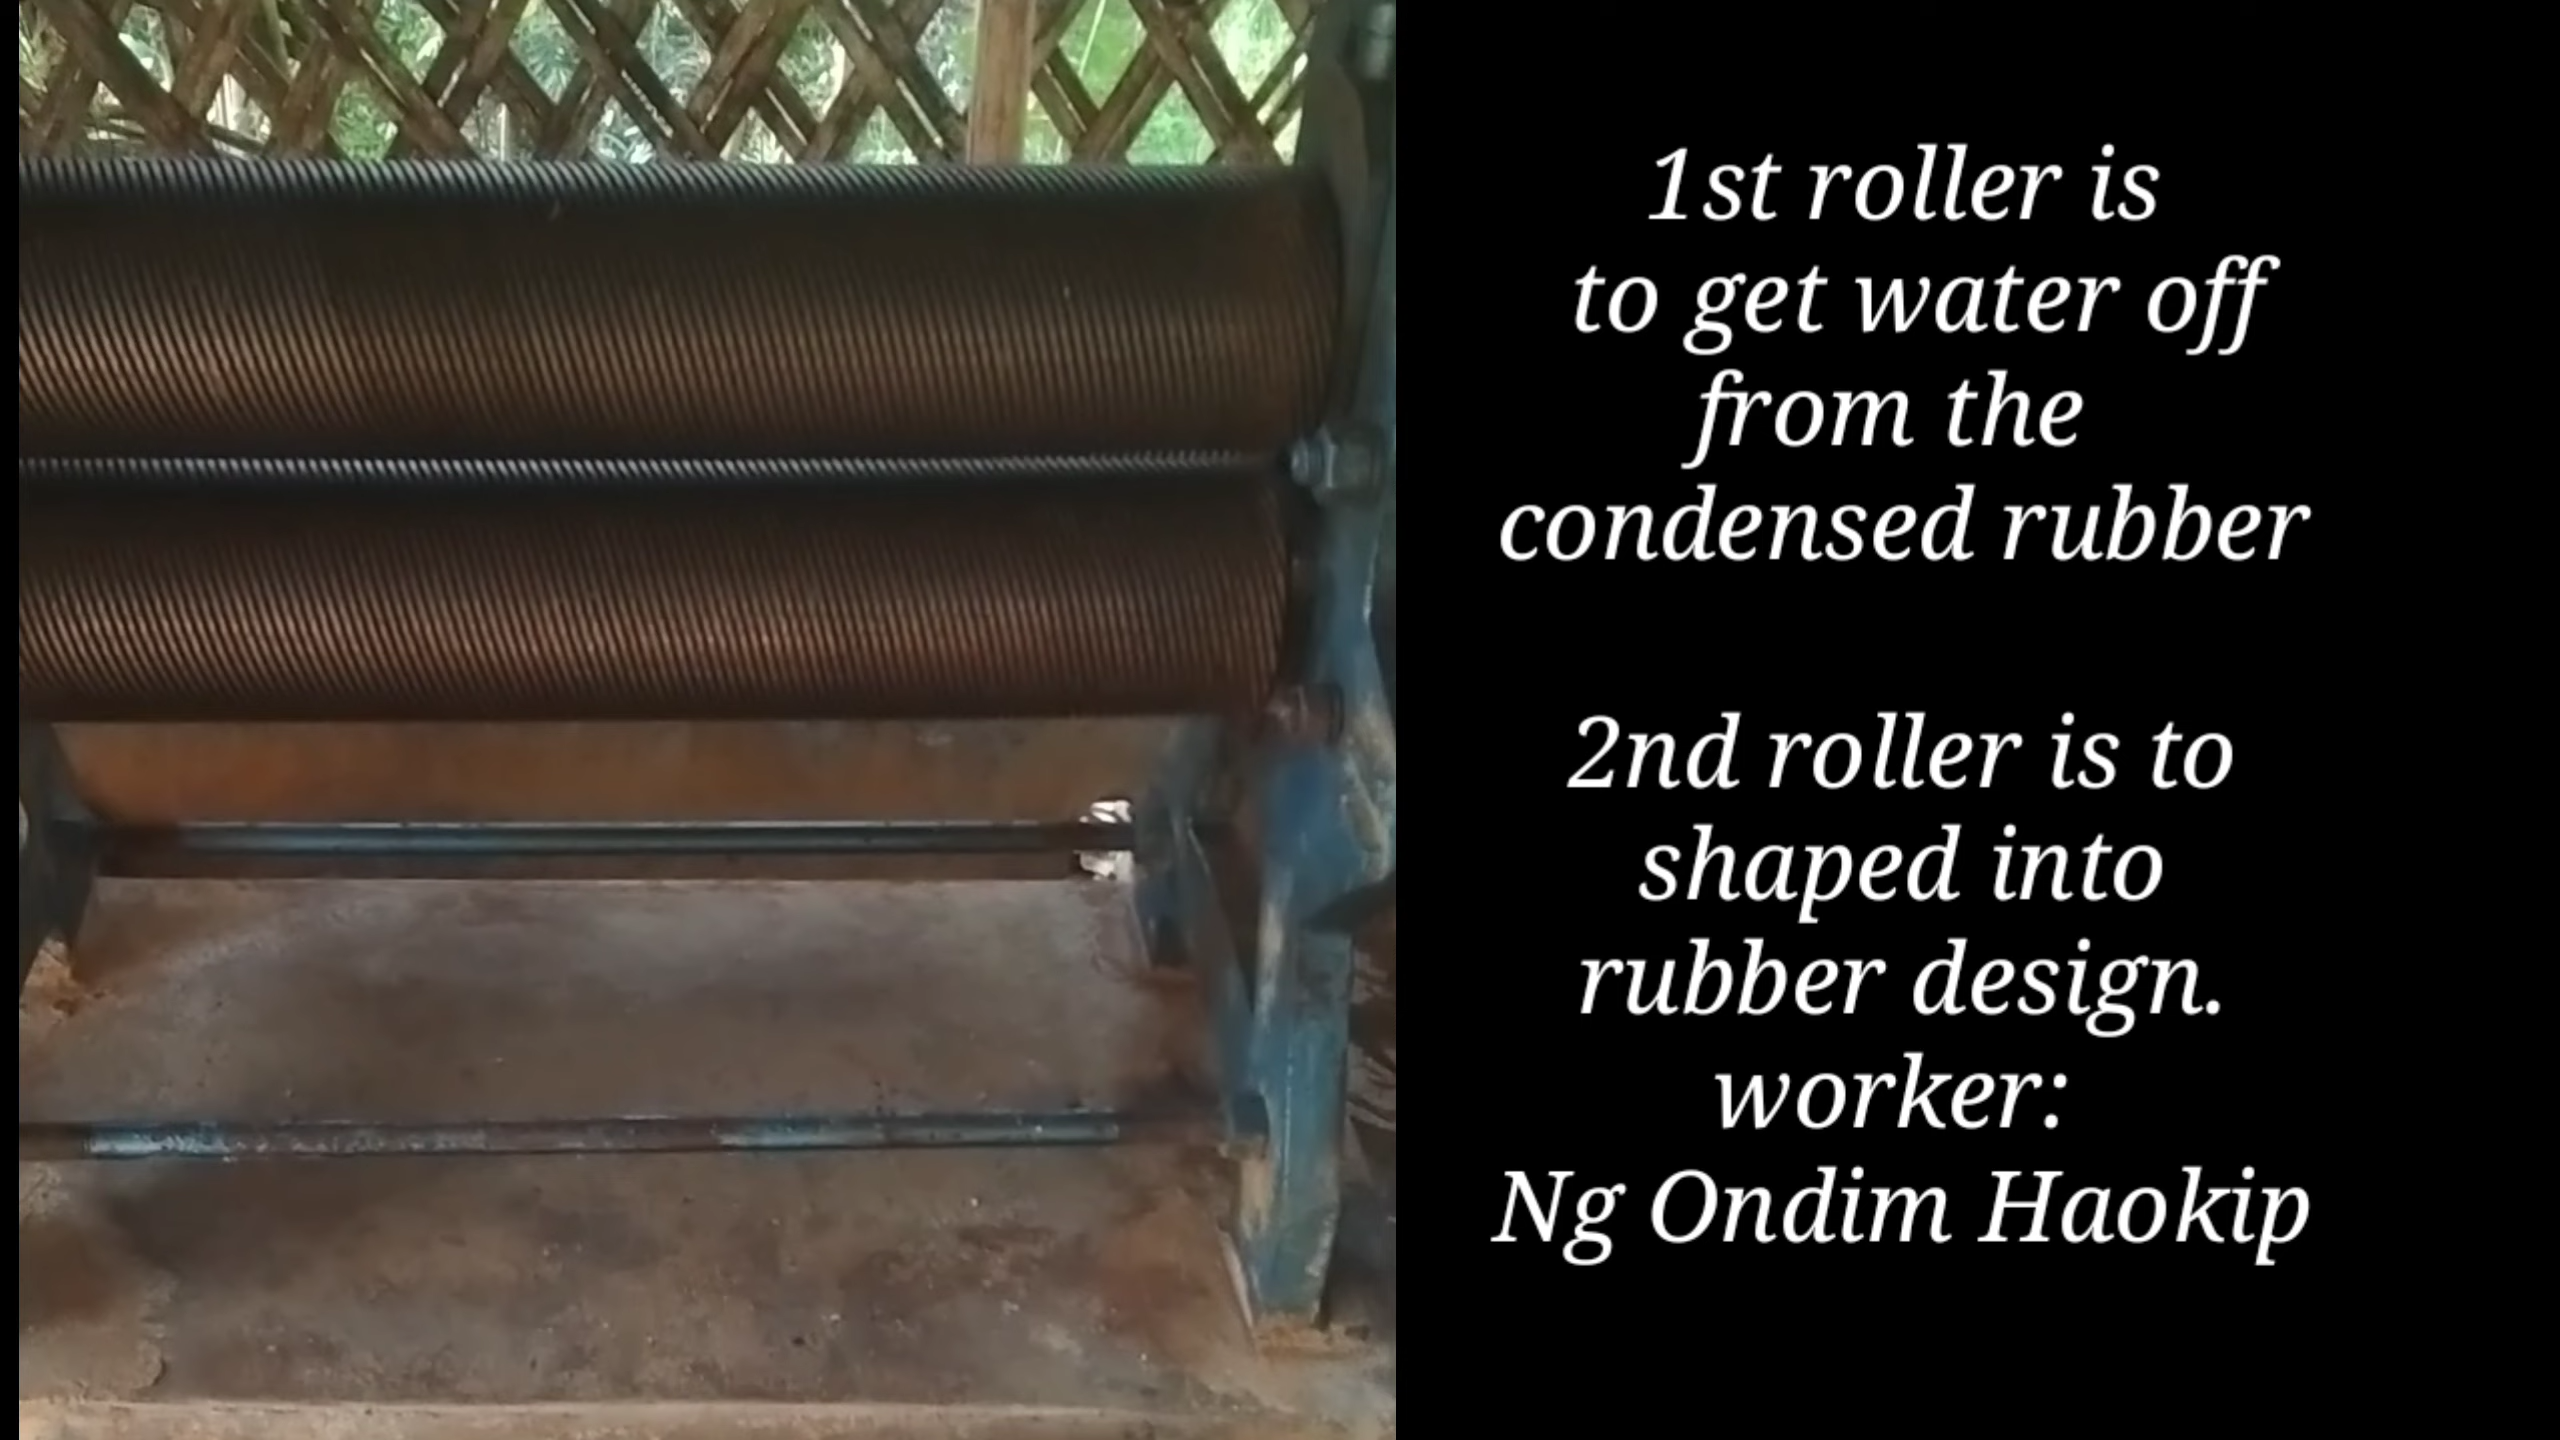 1st roller is
to get water off
from the
condensed rubber
2nd roller is to
shaped into
rubber design.
worker:
Ng Ondim Haokip